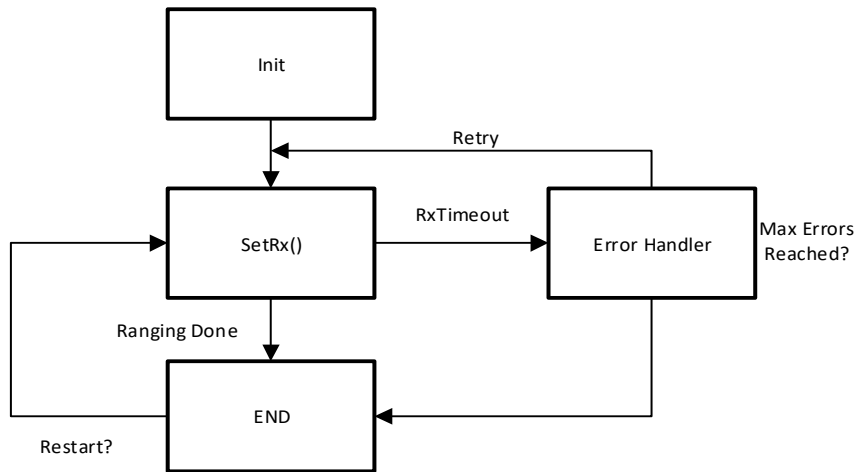 Init
Retry
RxTimeout
SetRx()
Error Handler
Max Errors
Reached?
Ranging Done
END
Restart?